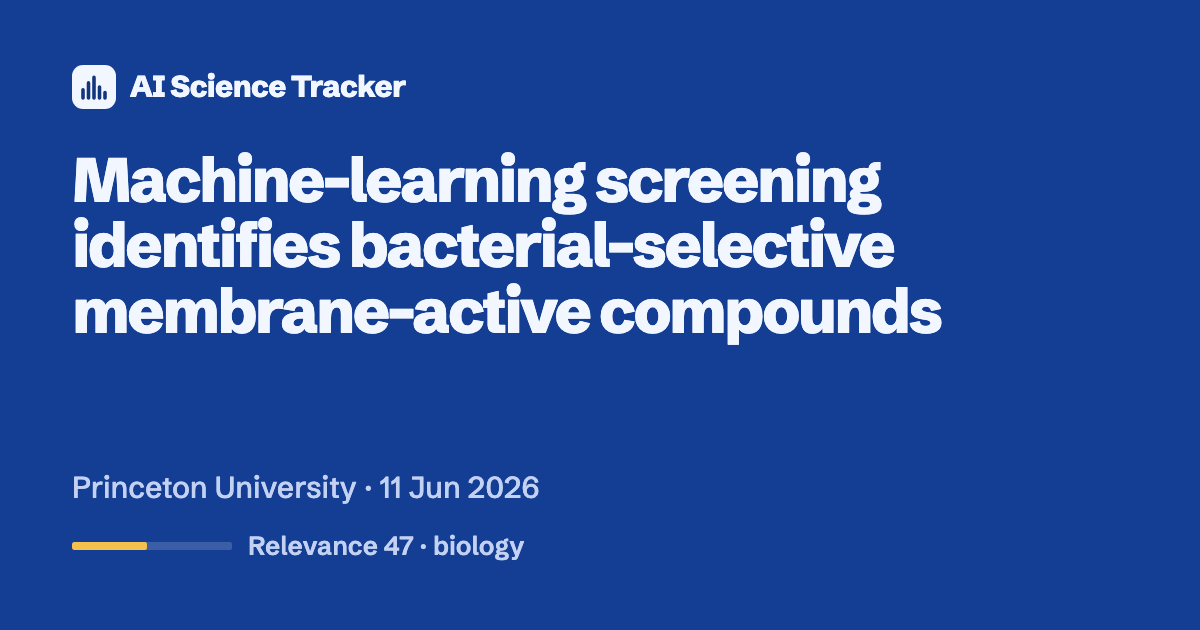 AI Science Tracker
Machine-learning screening
identifies bacterial-selective
membrane-active compounds
Princeton University · 11 Jun 2026
Relevance 47 · biology